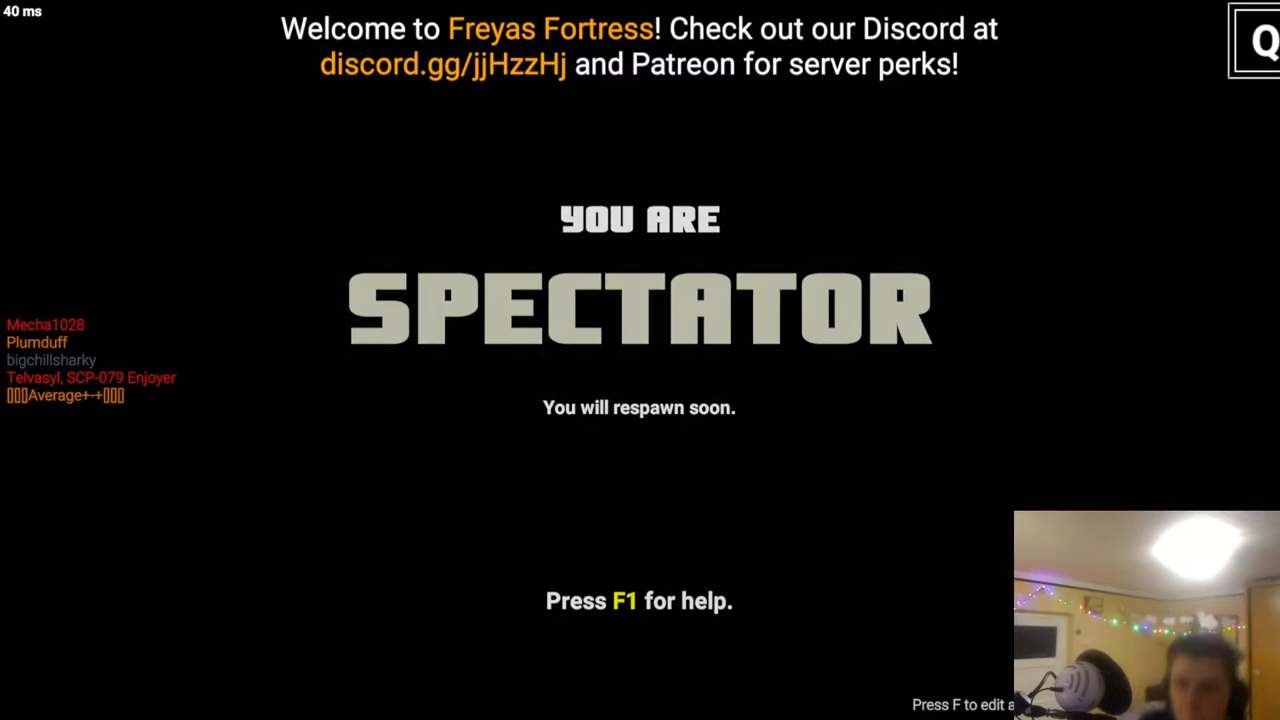 40 ms
Welcome to Freyas Fortress! Check out our Discord at
discord.gg/jjHzzHj and Patreon for server perks!
Q
YOU ARE
SPECTATOR
Mecha1028
Plumduff
bigchillsharky
Telvasyl, SCP-079 Enjoyer
[][][]Average+-+[][][]
You will respawn soon.
Press F1 for help.
Press F to edit a